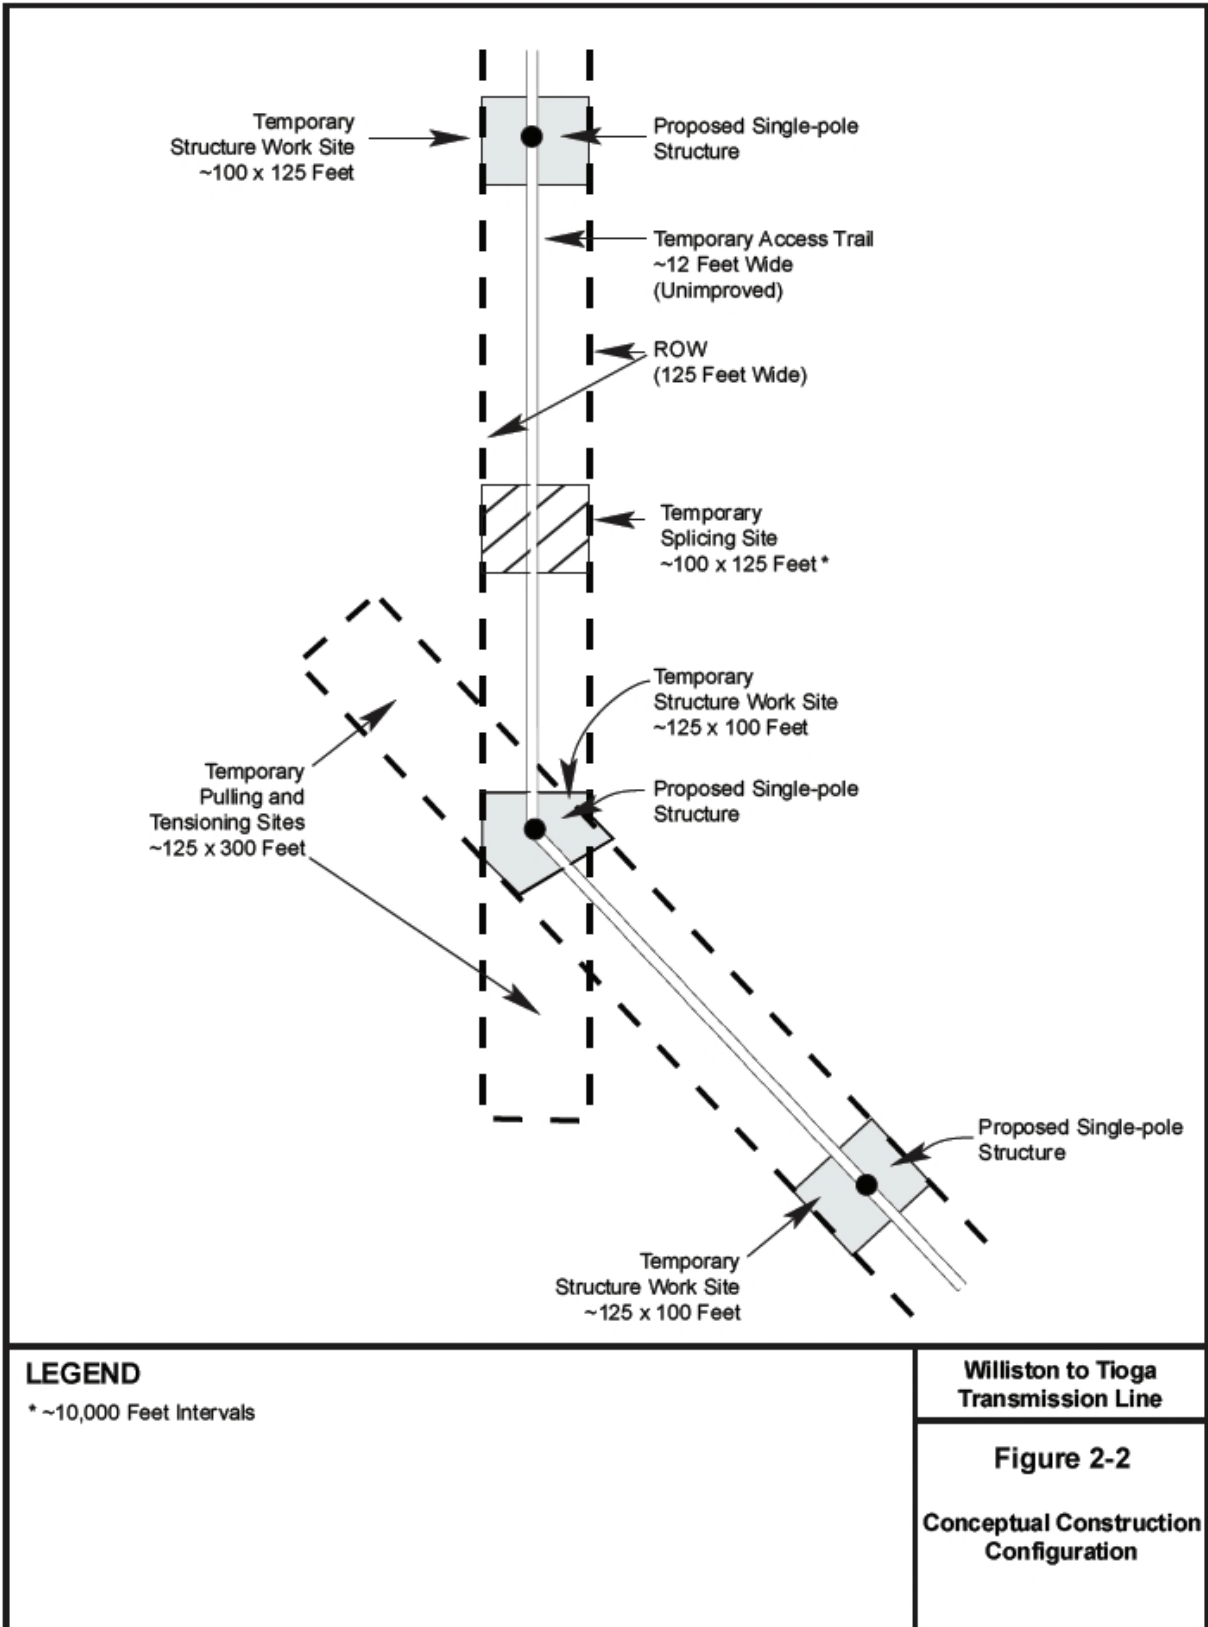 Temporary
Structure Work Site
~100 x 125 Feet
Proposed Single-pole
Structure
Temporary Access Trail
~12 Feet Wide
(Unimproved)
ROW
(125 Feet Wide)
Temporary
Splicing Site
~100 x 125 Feet *
Temporary
Structure Work Site
~125 x 100 Feet
Temporary
Pulling and
Tensioning Sites
~125 x 300 Feet
Proposed Single-pole
Structure
Proposed Single-pole
Structure
Temporary
Structure Work Site
~125 x 100 Feet
LEGEND
* ~10,000 Feet Intervals
Williston to Tioga
Transmission Line
Figure 2-2
Conceptual Construction
Configuration